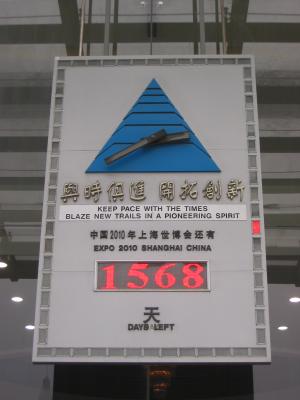 與時俱進 開拓創新
KEEP PACE WITH THE TIMES
BLAZE NEW TRAILS IN A PIONEERING SPIRIT
中国2010年上海世博会还有
EXPO 2010 SHANGHAI CHINA
1568
天
DAYS LEFT